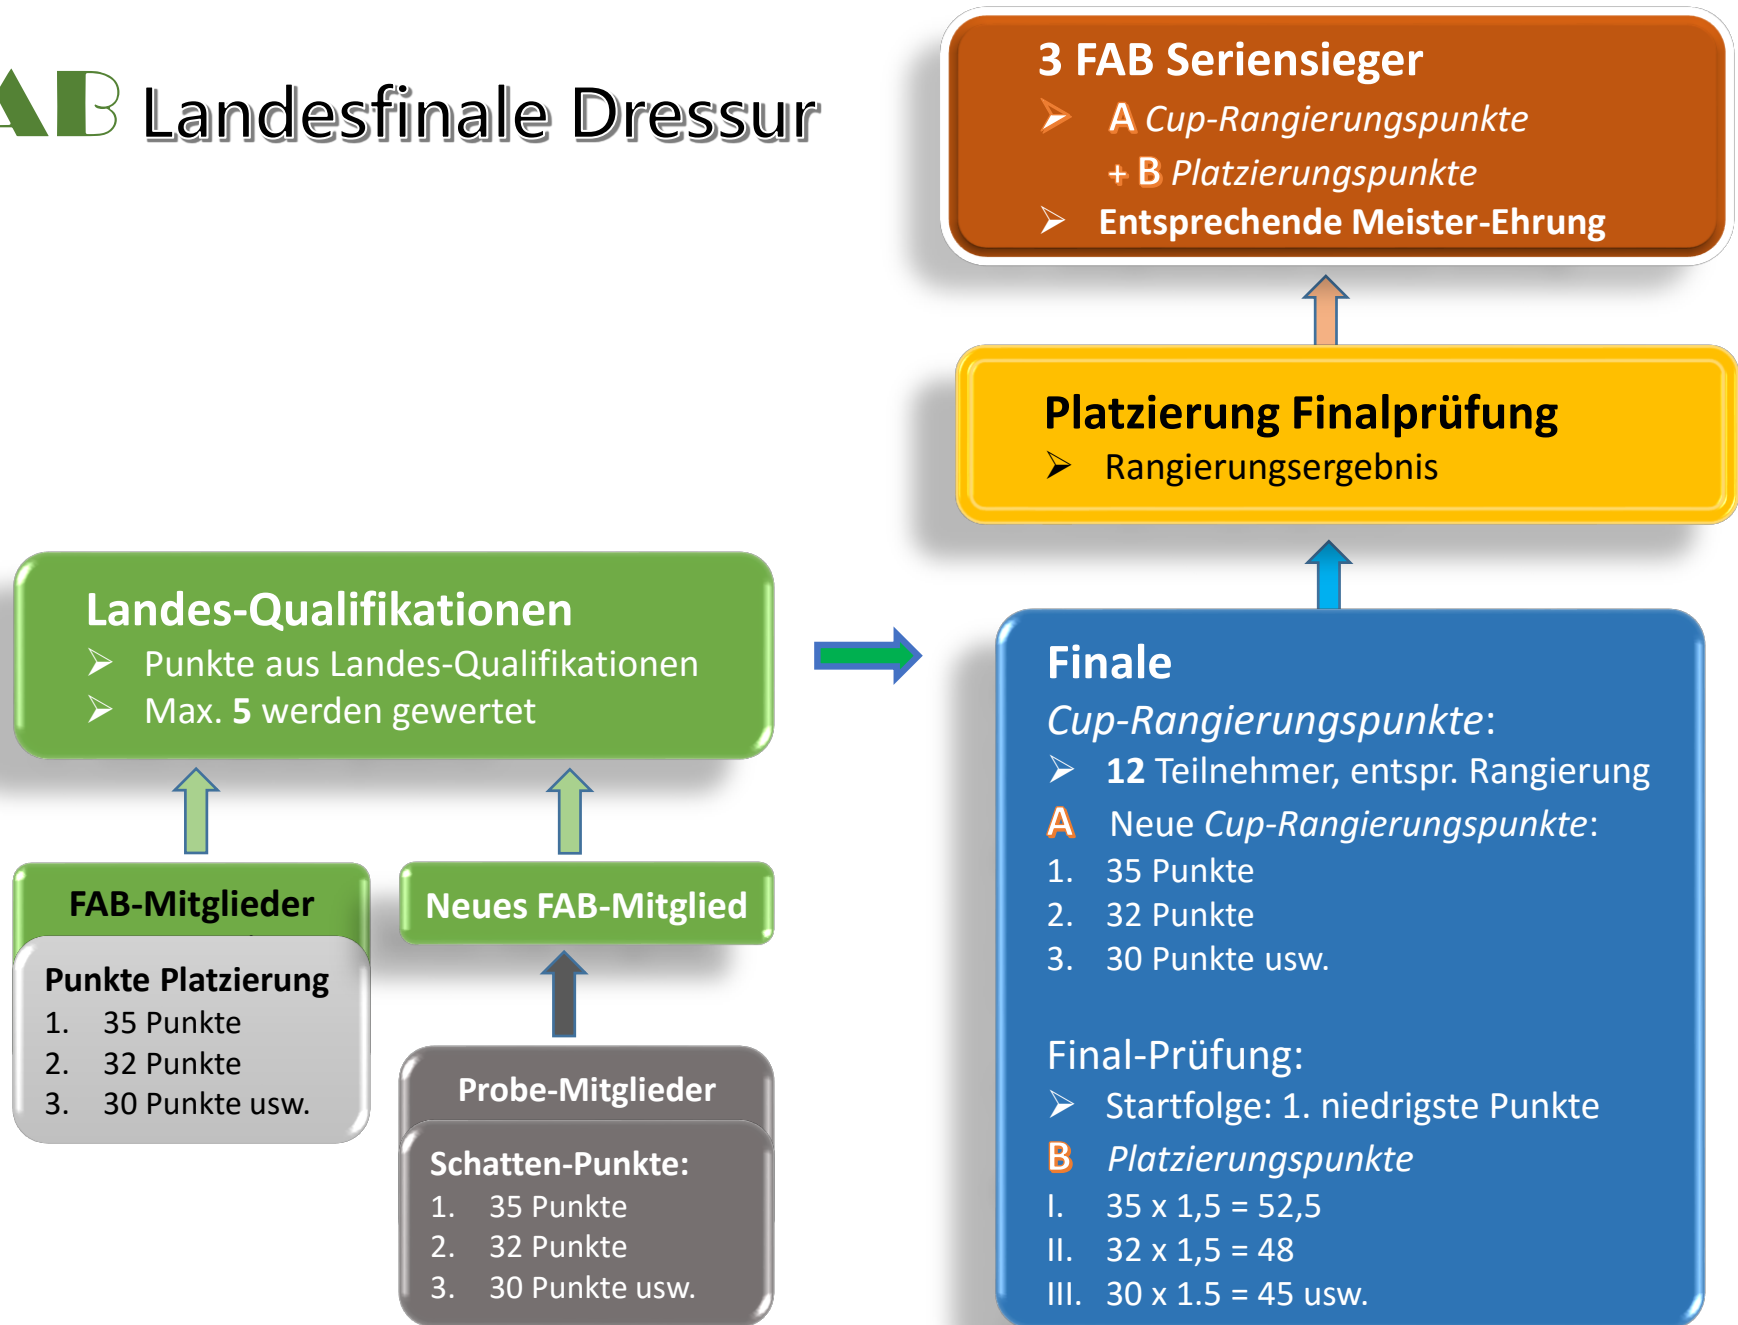 AB Landesfinale Dressur
3 FAB Seriensieger
➢ A Cup-Rangierungspunkte
+ B Platzierungspunkte
➢ Entsprechende Meister-Ehrung
Platzierung Finalprüfung
➢ Rangierungsergebnis
Landes-Qualifikationen
➢ Punkte aus Landes-Qualifikationen
➢ Max. 5 werden gewertet
FAB-Mitglieder
Punkte Platzierung
1. 35 Punkte
2. 32 Punkte
3. 30 Punkte usw.
Neues FAB-Mitglied
Probe-Mitglieder
Schatten-Punkte:
1. 35 Punkte
2. 32 Punkte
3. 30 Punkte usw.
Finale
Cup-Rangierungspunkte:
➢ 12 Teilnehmer, entspr. Rangierung
A Neue Cup-Rangierungspunkte:
1. 35 Punkte
2. 32 Punkte
3. 30 Punkte usw.
Final-Prüfung:
➢ Startfolge: 1. niedrigste Punkte
B Platzierungspunkte
I. 35 x 1,5 = 52,5
II. 32 x 1,5 = 48
III. 30 x 1.5 = 45 usw.